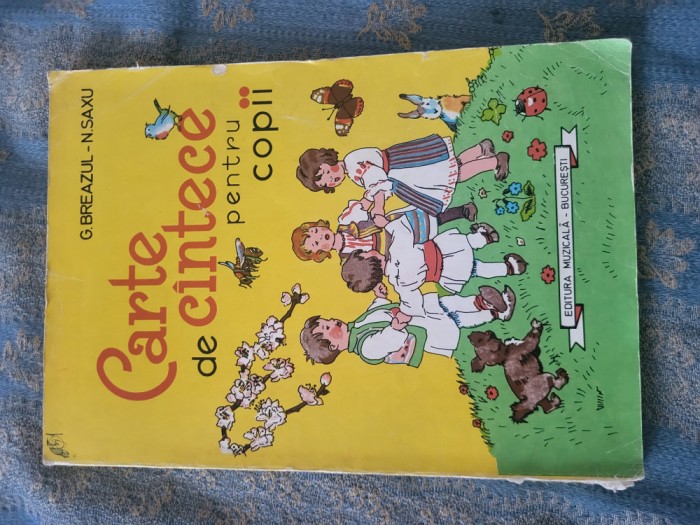 G. BREAZUL - N. SAXU
Carte
de cîntece
pentru
copii
EDITURA MUZICALĂ - BUCUREȘTI